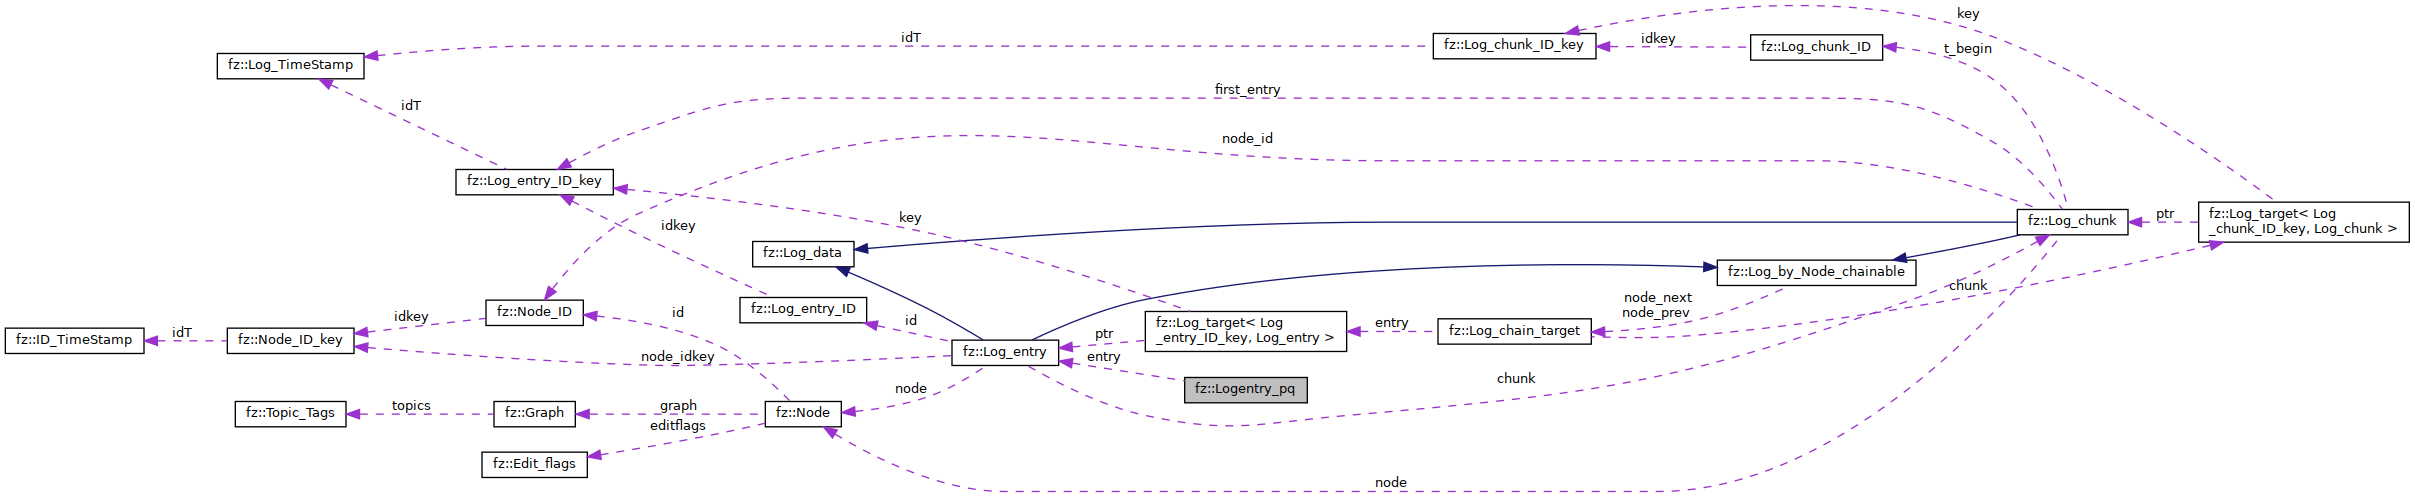 key
idT
fz::Log_chunk_ID_key
idkey
fz::Log_chunk_ID
t_begin
fz::Log_TimeStamp
idT
first_entry
node_id
fz::Log_entry_ID_key
key
idkey
fz::Log_chunk
ptr
fz::Log_target< Log
_chunk_ID_key, Log_chunk >
fz::Log_data
fz::Log_by_Node_chainable
chunk
node_next
node_prev
fz::Log_entry_ID
fz::Node_ID
id
id
idkey
idT
fz::ID_TimeStamp
fz::Node_ID_key
node_idkey
fz::Log_entry
ptr
entry
fz::Log_target< Log
_entry_ID_key, Log_entry >
entry
fz::Log_chain_target
fz::Logentry_pq
chunk
node
fz::Topic_Tags
topics
fz::Graph
graph
fz::Node
editflags
fz::Edit_flags
node